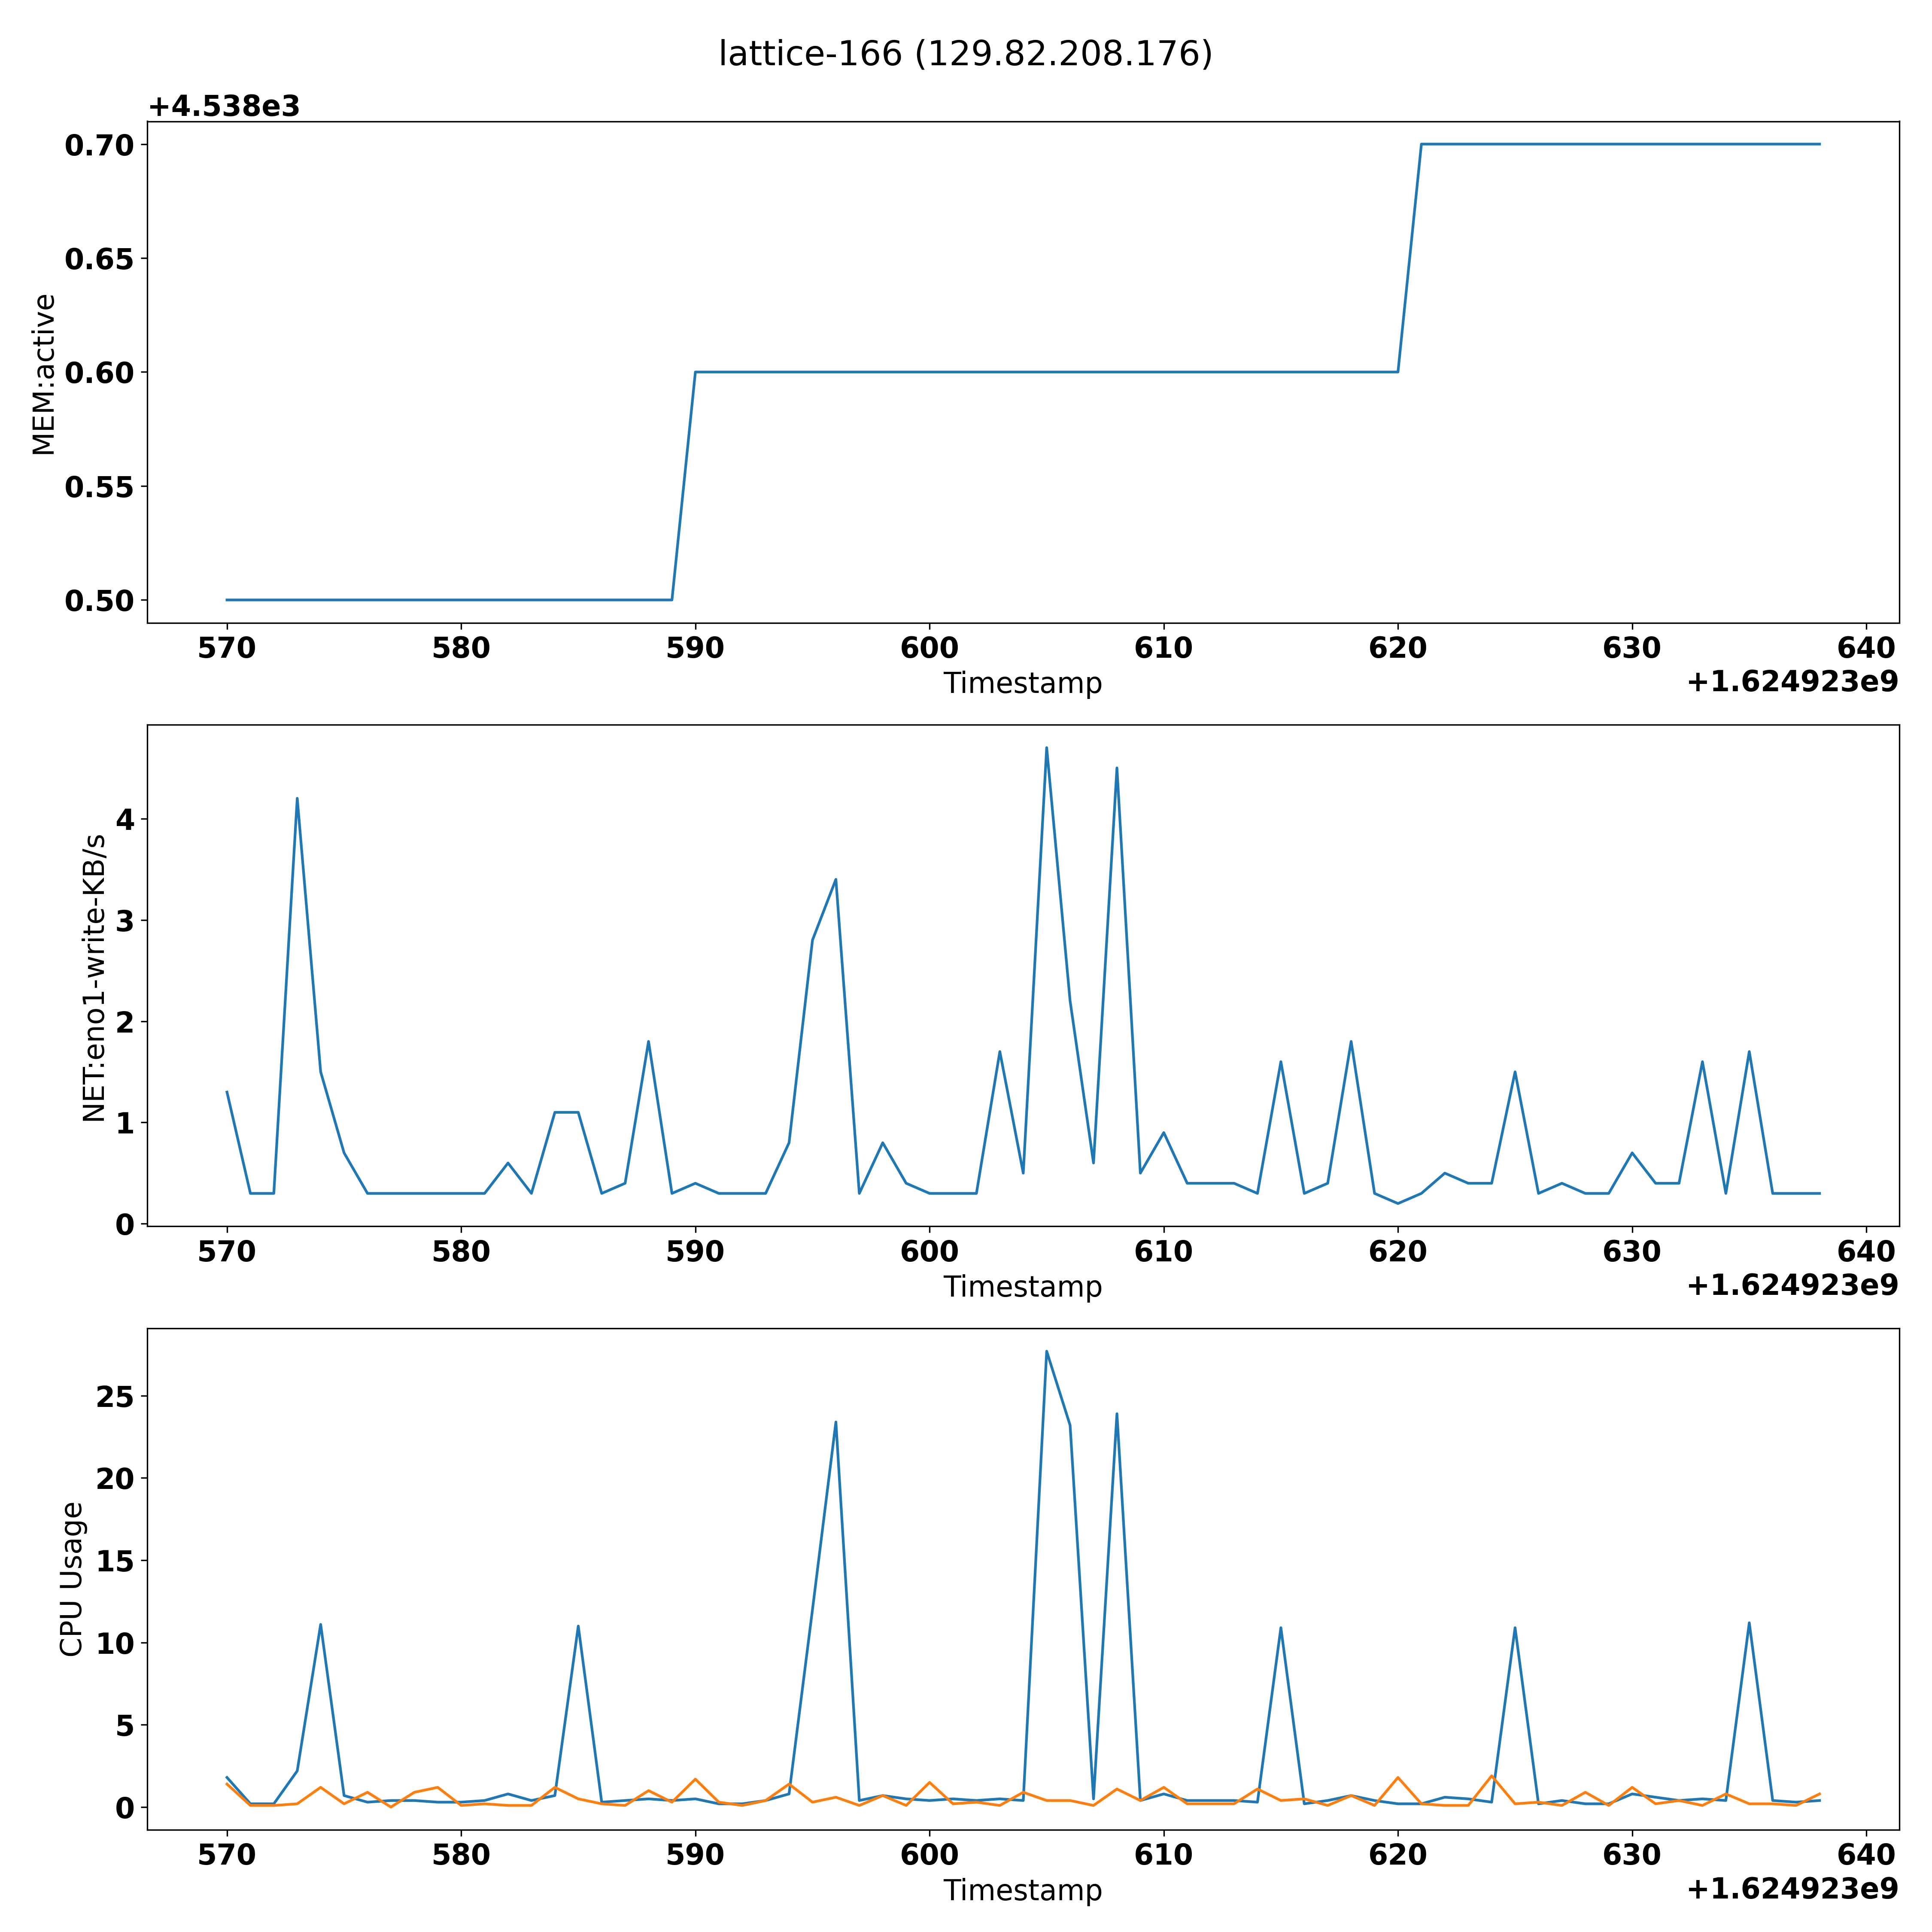 lattice-166 (129.82.208.176)
+4.538e3
0.70
0.65
0.60
0.55
0.50
MEM:active
570 580 590 600 610 620 630 640
Timestamp
+1.624923e9
4
3
2
1
0
NET:eno1-write-KB/s
570 580 590 600 610 620 630 640
Timestamp
+1.624923e9
25
20
15
10
5
0
CPU Usage
570 580 590 600 610 620 630 640
Timestamp
+1.624923e9